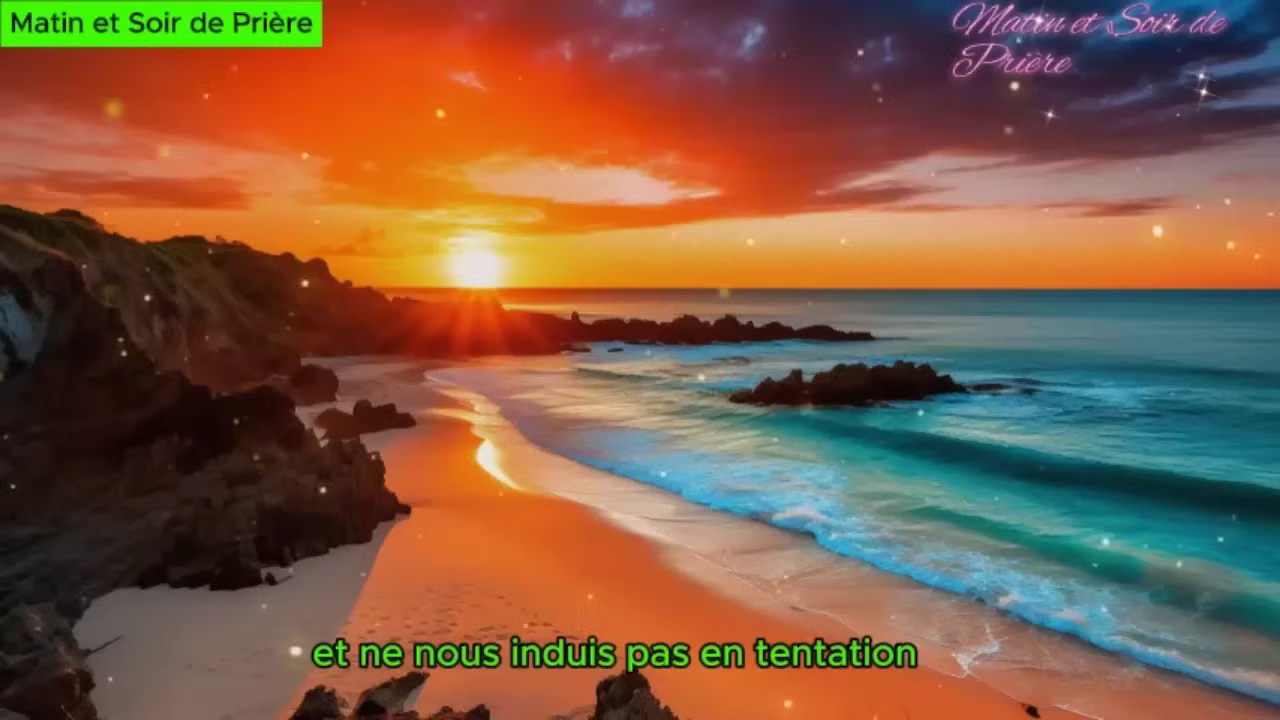 Matin et Soir de Prière
Matin et Soir de
Prière
et ne nous induis pas en tentation